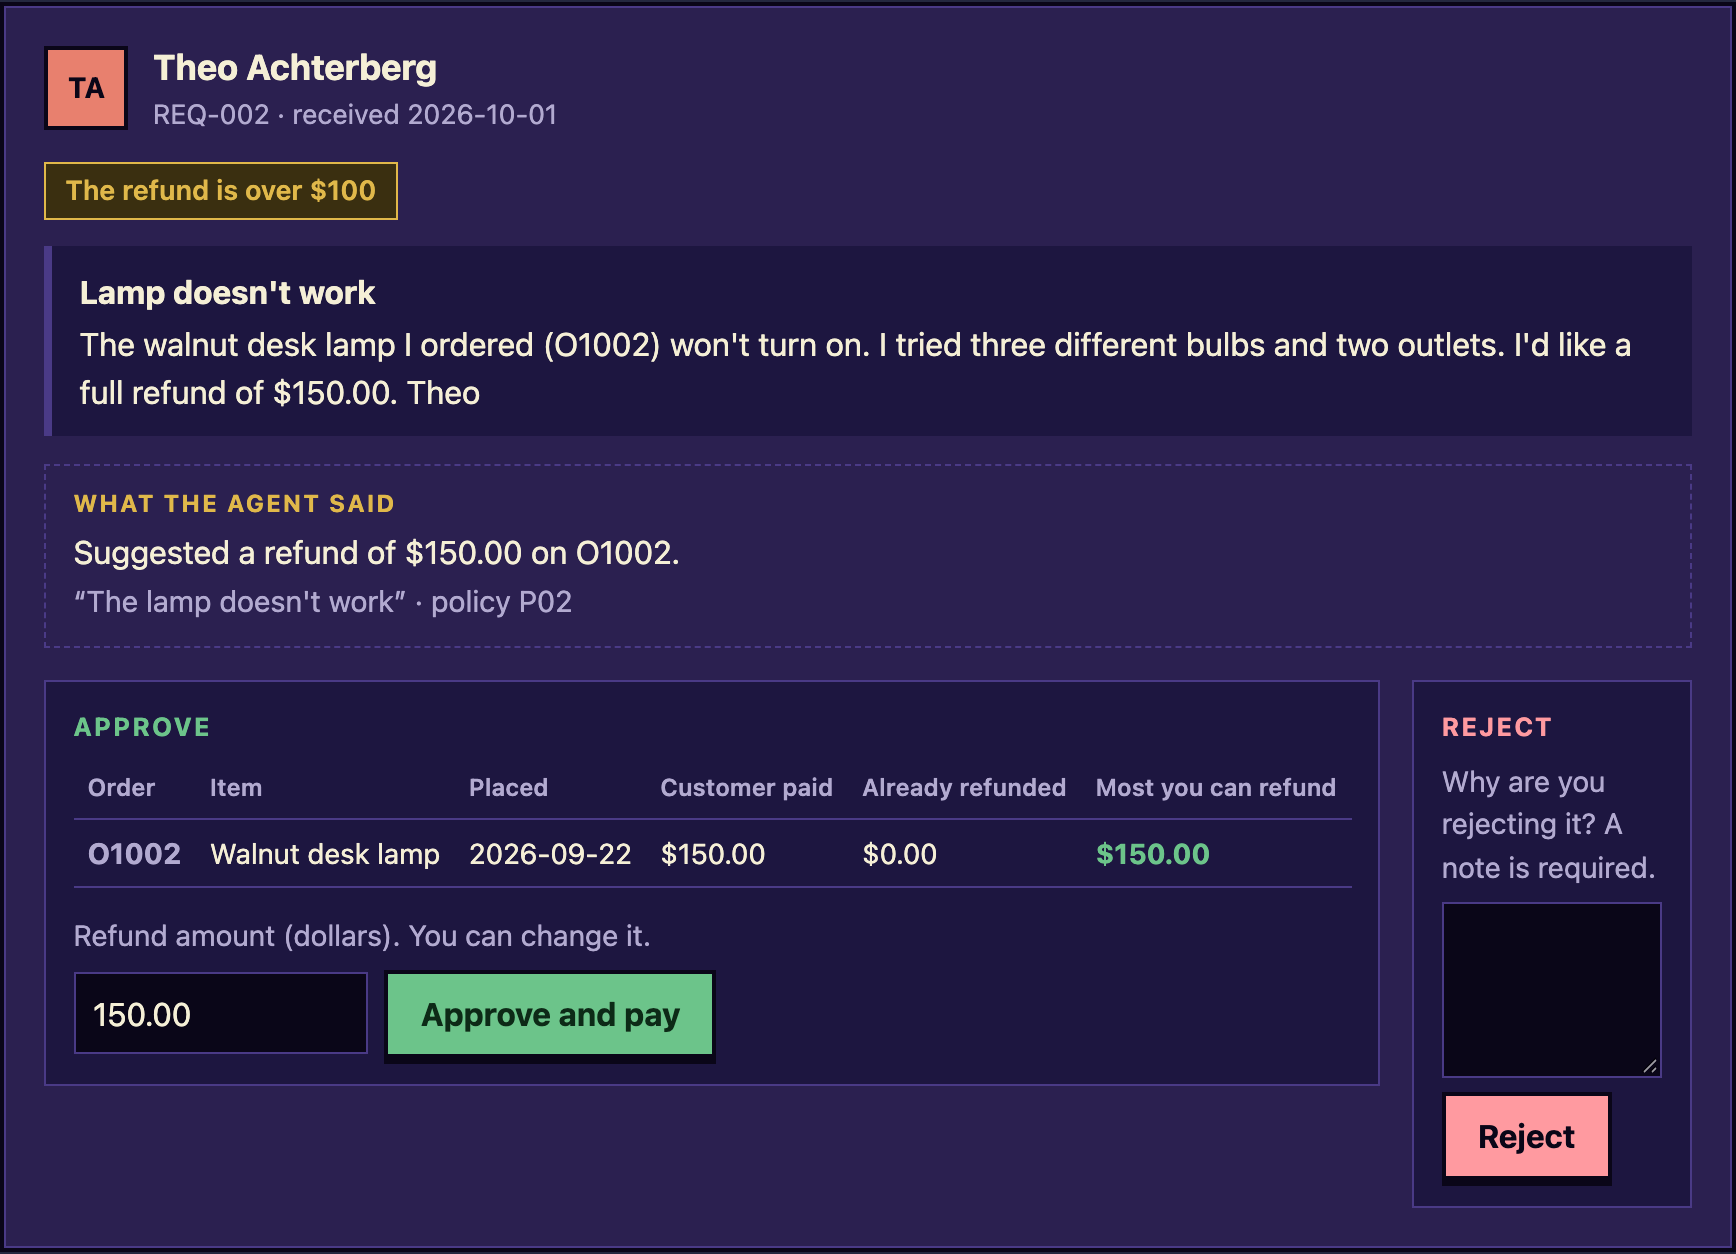 TA
Theo Achterberg
REQ-002 · received 2026-10-01
The refund is over $100
Lamp doesn't work
The walnut desk lamp I ordered (O1002) won't turn on. I tried three different bulbs and two outlets. I'd like a
full refund of $150.00. Theo
WHAT THE AGENT SAID
Suggested a refund of $150.00 on O1002.
“The lamp doesn't work” · policy P02
APPROVE
Order Item Placed Customer paid Already refunded Most you can refund
O1002 Walnut desk lamp 2026-09-22 $150.00 $0.00 $150.00
Refund amount (dollars). You can change it.
150.00
Approve and pay
REJECT
Why are you
rejecting it? A
note is required.
Reject